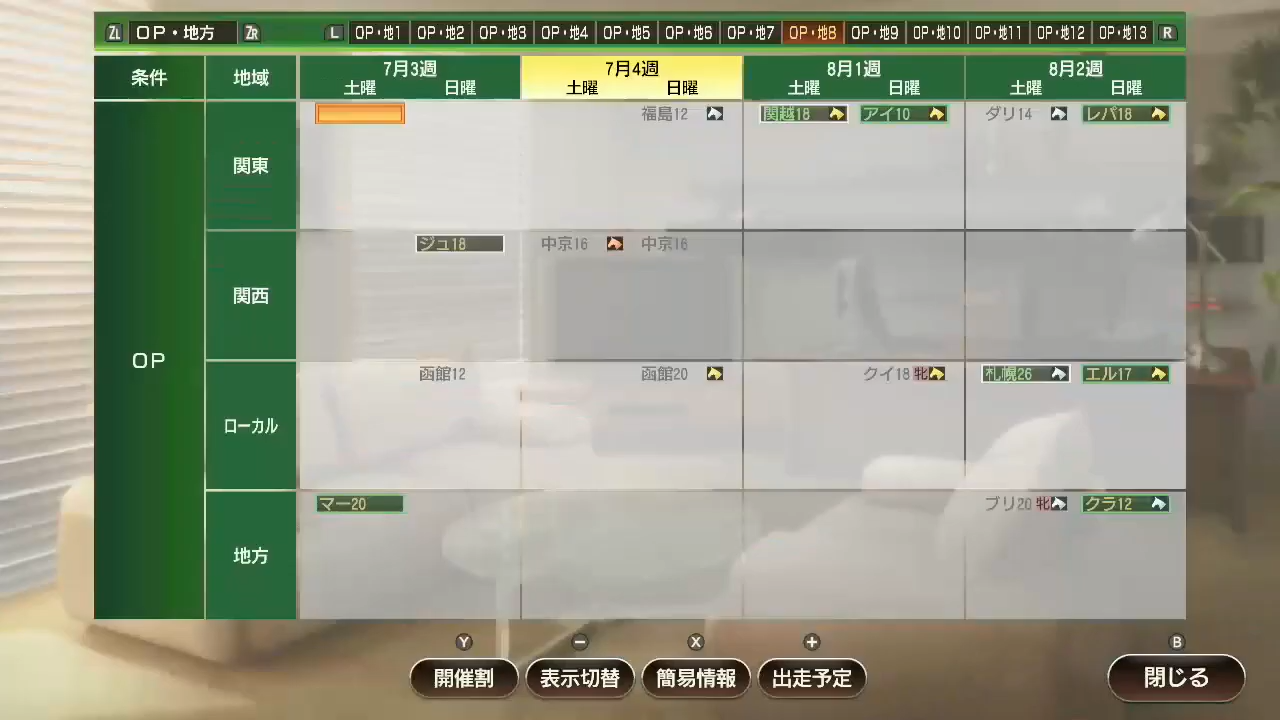 ZL OP・地方 ZR L OP・地1 OP・地2 OP・地3 OP・地4 OP・地5 OP・地6 OP・地7 OP・地8 OP・地9 OP・地10 OP・地11 OP・地12 OP・地13 R
条件 地域 7月3週 7月4週 8月1週 8月2週
土曜 日曜 土曜 日曜 土曜 日曜 土曜 日曜
福島12 関越18 アイ10 ダリ14 レパ18
関東
ジュ18 中京16 中京16
関西
OP
函館12 函館20 クイ18 牝 札幌26 エル17
ローカル
マー20 ブリ20 牝 クラ12
地方
Y − X + B
開催割 表示切替 簡易情報 出走予定 閉じる